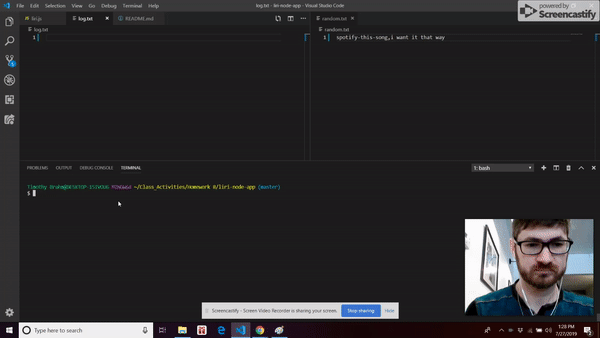 File Edit Selection View Go Debug Terminal Help
log.txt - liri-node-app - Visual Studio Code
powered by
Screencastify
liri.js
log.txt
README.md
random.txt
log.txt
random.txt
1
1 spotify-this-song,i want it that way
PROBLEMS OUTPUT DEBUG CONSOLE TERMINAL
1: bash
MINGW64 ~/Class_Activities/Homework 8/liri-node-app (master)
$
Screencastify - Screen Video Recorder is sharing your screen.
Stop sharing
Hide
Type here to search
1:28 PM
7/27/2019